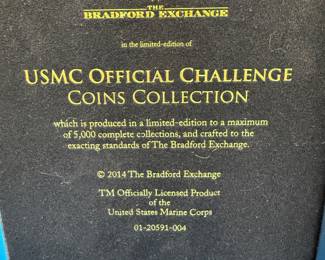 THE
BRADFORD EXCHANGE
in the limited-edition of
USMC OFFICIAL CHALLENGE
COINS COLLECTION
which is produced in a limited-edition to a maximum
of 5,000 complete collections, and crafted to the
exacting standards of The Bradford Exchange.
© 2014 The Bradford Exchange
TM Officially Licensed Product
of the
United States Marine Corps
01-20591-004